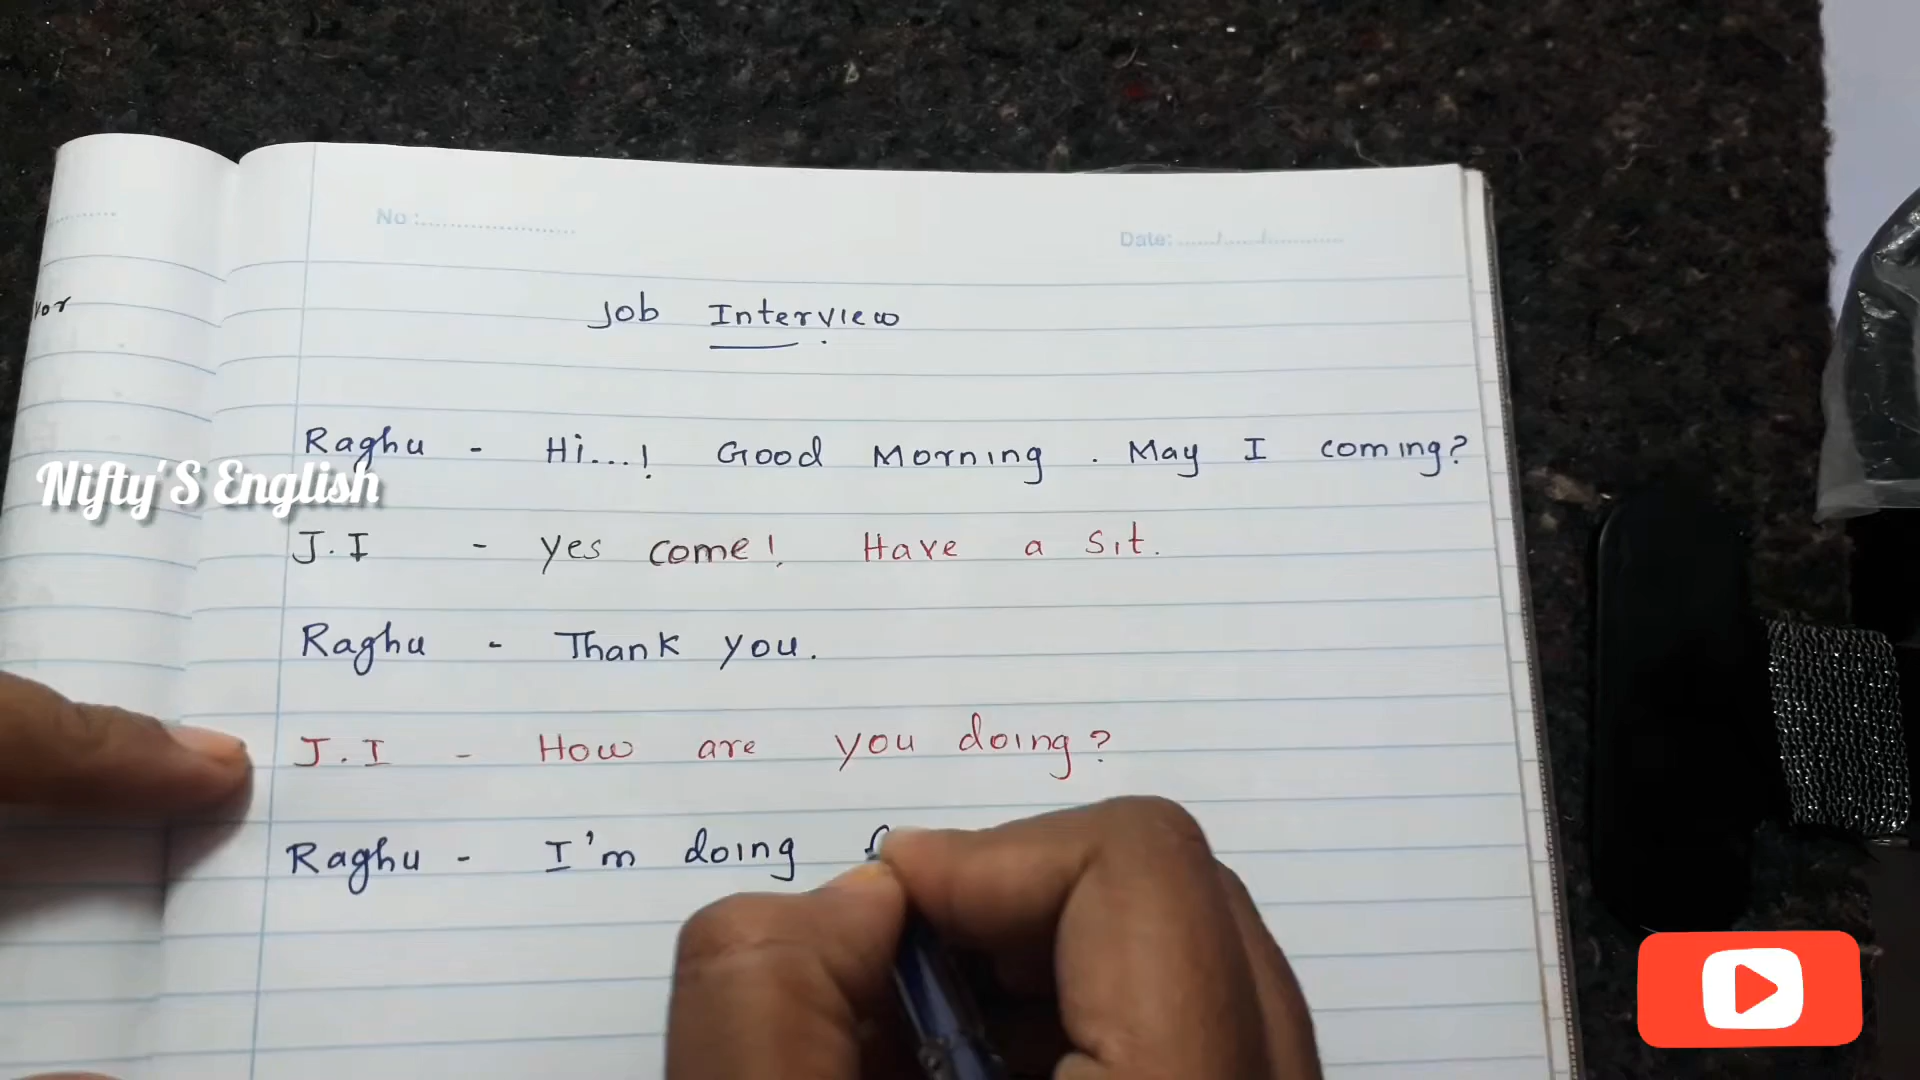 No :
Date: ....../....../............
Job Interview
Raghu - Hi...! Good Morning. May I coming?
Nifty'S English
J.I - Yes come! Have a sit.
Raghu - Thank you.
J.I - How are you doing?
Raghu - I'm doing